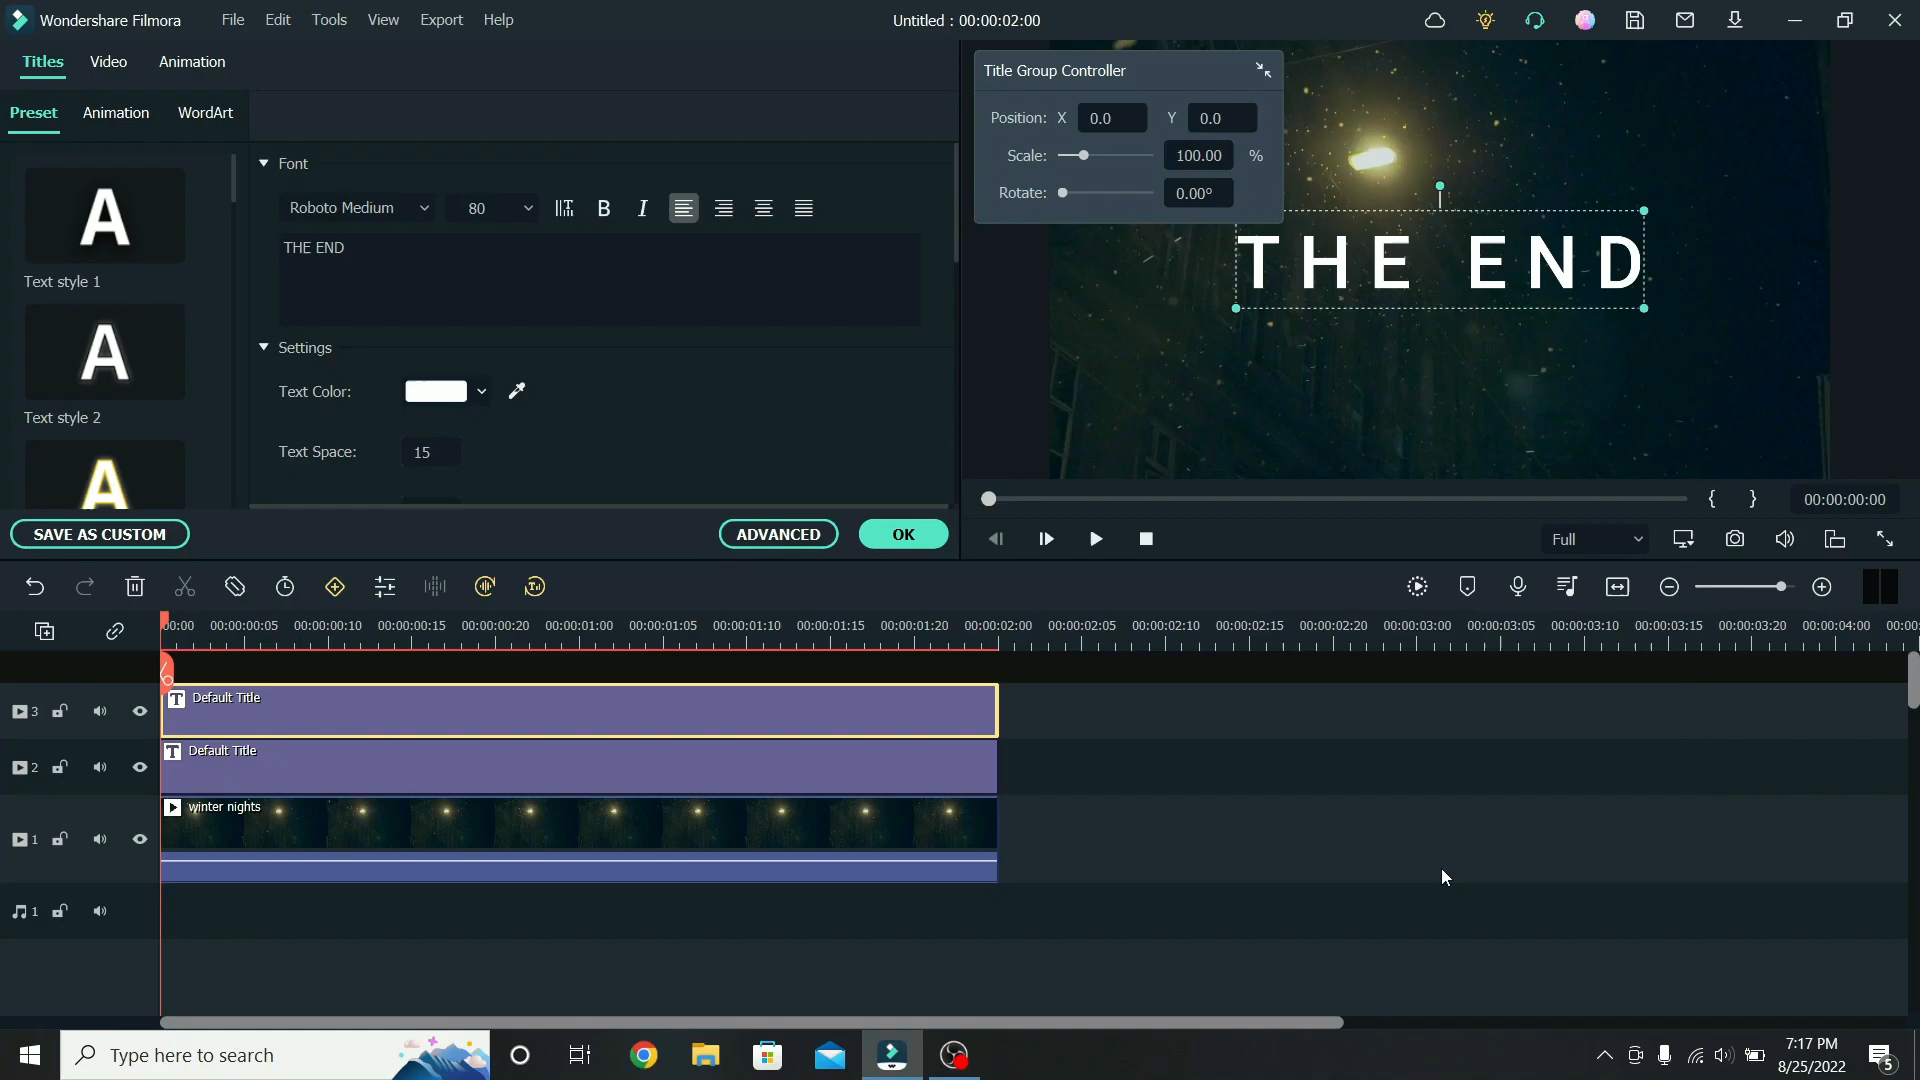 Wondershare Filmora File Edit Tools View Export Help Untitled : 00:00:02:00
Titles Video Animation
Preset Animation WordArt
A
Text style 1
A
Text style 2
A
Font
Roboto Medium 80 B I
THE END
Settings
Text Color:
Text Space: 15
SAVE AS CUSTOM ADVANCED OK
Title Group Controller
Position: X 0.0 Y 0.0
Scale: 100.00 %
Rotate: 0.00°
THE END
{ } 00:00:00:00
Full
00:00 00:00:00:05 00:00:00:10 00:00:00:15 00:00:00:20 00:00:01:00 00:00:01:05 00:00:01:10 00:00:01:15 00:00:01:20 00:00:02:00 00:00:02:05 00:00:02:10 00:00:02:15 00:00:02:20 00:00:03:00 00:00:03:05 00:00:03:10 00:00:03:15 00:00:03:20 00:00:04:00 00:00:
3 T Default Title
2 T Default Title
1 winter nights
1
Type here to search
7:17 PM
8/25/2022
5